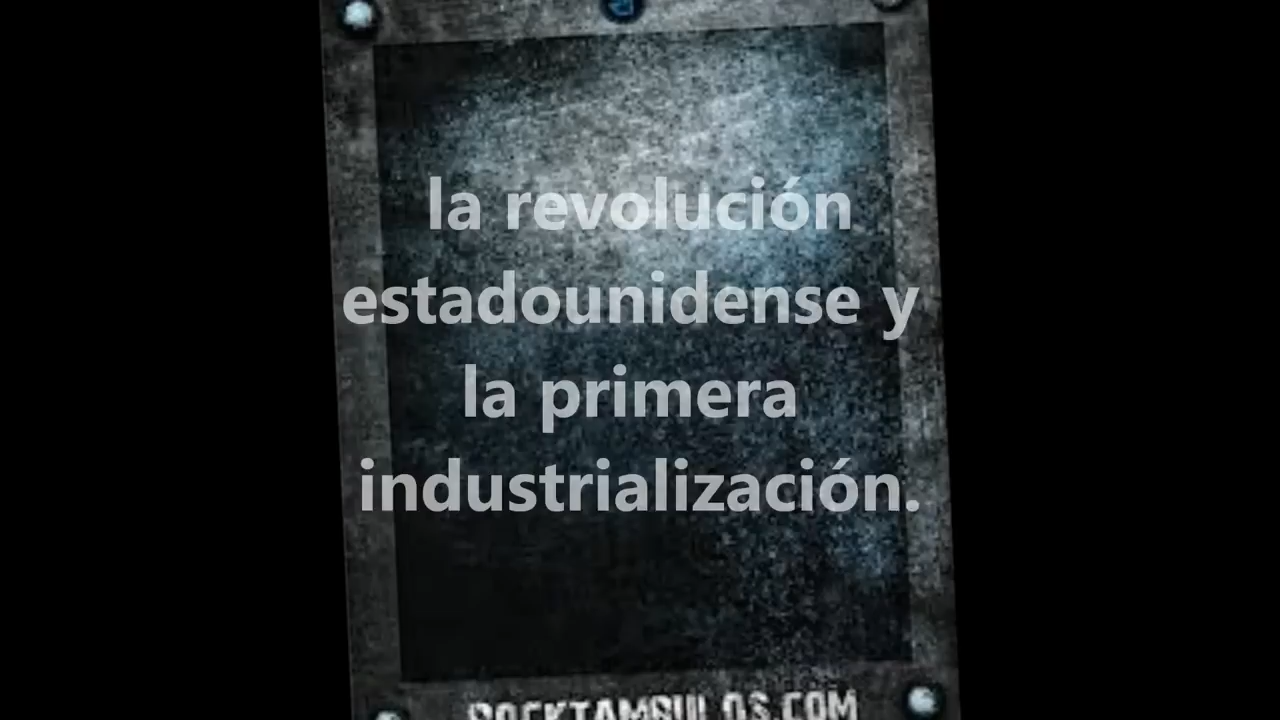 la revolución
estadounidense y
la primera
industrialización.
ROCKTAMBULOS.COM